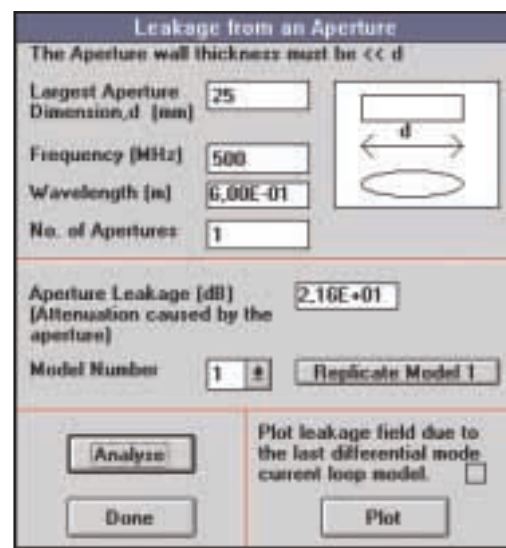 Leakage from an Aperture
The Aperture wall thickness must be << d
Largest Aperture
Dimension,d (mm)
25
d
Frequency (MHz)
500
Wavelength (m)
6,00E-01
No. of Apertures
1
Aperture Leakage (dB)
(Attenuation caused by the
aperture)
2,16E+01
Model Number
1
Replicate Model 1
Analyze
Done
Plot leakage field due to
the last differential mode
current loop model.
Plot